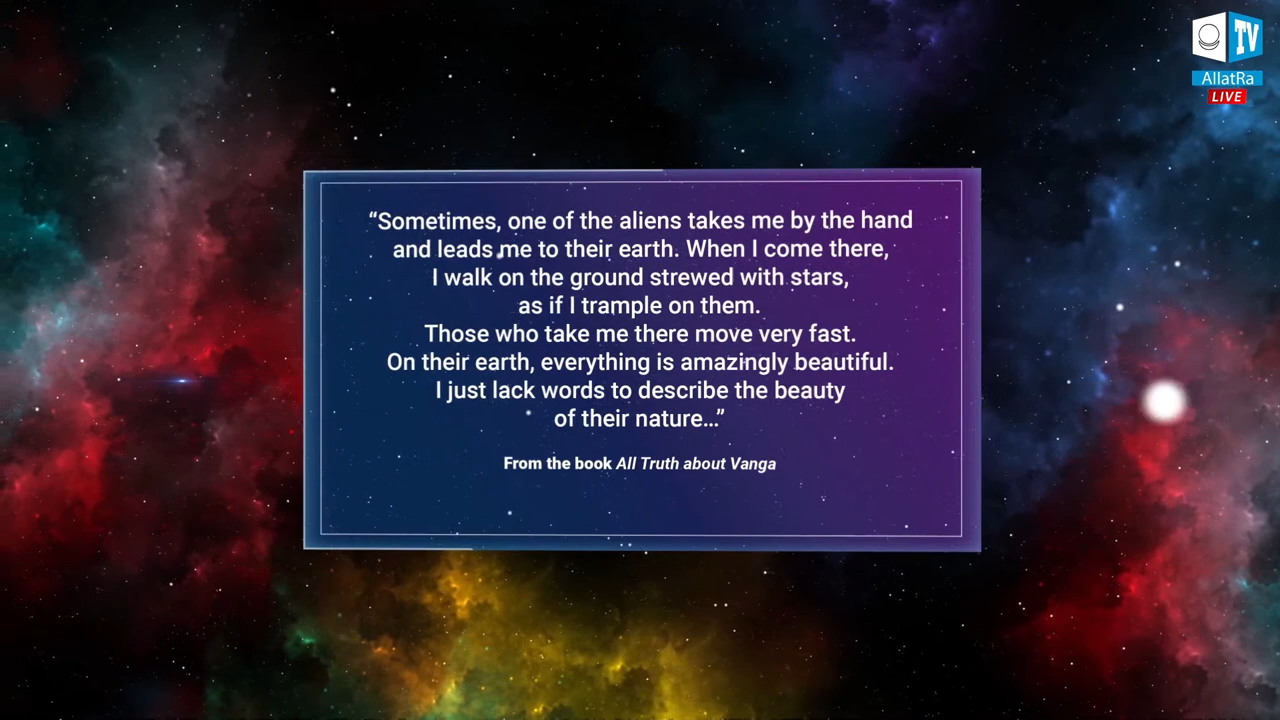 TV
AllatRa
LIVE
“Sometimes, one of the aliens takes me by the hand
and leads me to their earth. When I come there,
I walk on the ground strewed with stars,
as if I trample on them.
Those who take me there move very fast.
On their earth, everything is amazingly beautiful.
I just lack words to describe the beauty
of their nature...”
From the book All Truth about Vanga